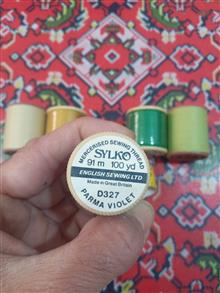 MERCERISED SEWING THREAD
SYLKO
91 m 100 yd
ENGLISH SEWING LTD
Made in Great Britain
D327
PARMA VIOLET